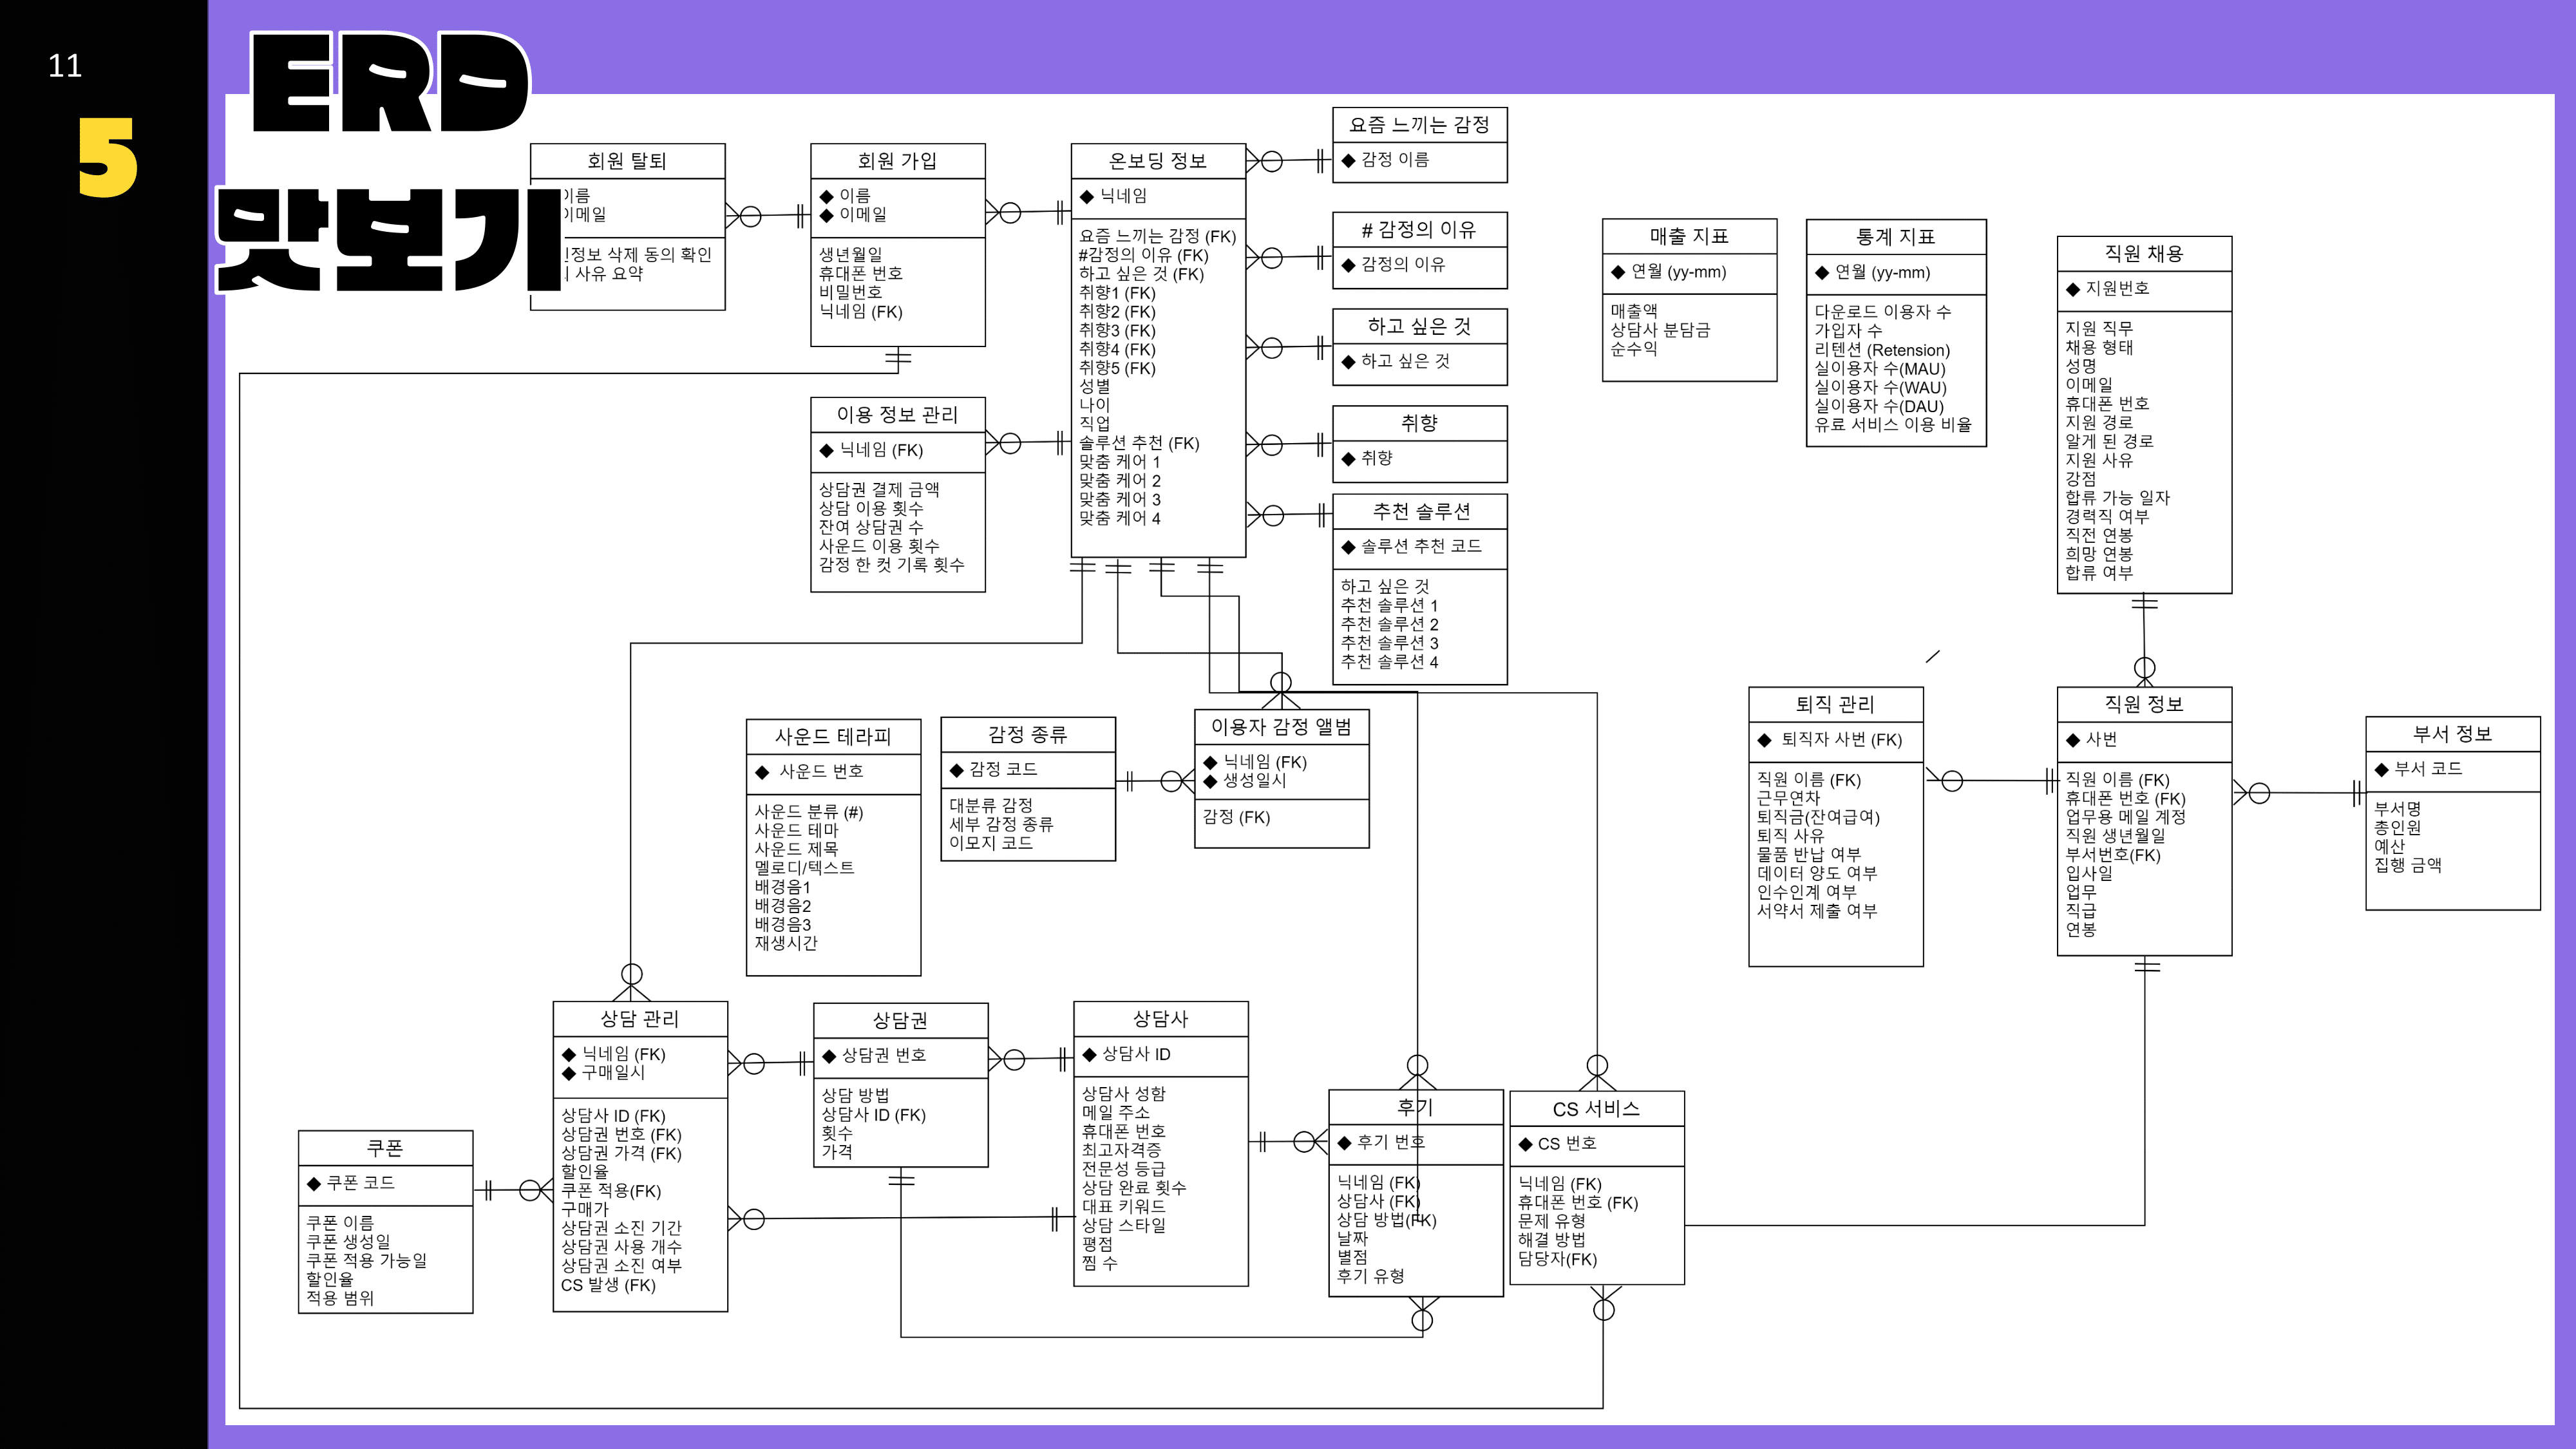 11
5
ERD
맛보기
회원 탈퇴
이메일
정보 삭제 동의 확인
사유 요약
회원 가입
◆ 이름
◆ 이메일
생년월일
휴대폰 번호
비밀번호
닉네임 (FK)
온보딩 정보
◆ 닉네임
요즘 느끼는 감정 (FK)
#감정의 이유 (FK)
하고 싶은 것 (FK)
취향1 (FK)
취향2 (FK)
취향3 (FK)
취향4 (FK)
취향5 (FK)
성별
나이
직업
솔루션 추천 (FK)
맞춤 케어 1
맞춤 케어 2
맞춤 케어 3
맞춤 케어 4
요즘 느끼는 감정
◆ 감정 이름
# 감정의 이유
◆ 감정의 이유
하고 싶은 것
◆ 하고 싶은 것
취향
◆ 취향
추천 솔루션
◆ 솔루션 추천 코드
하고 싶은 것
추천 솔루션 1
추천 솔루션 2
추천 솔루션 3
추천 솔루션 4
매출 지표
◆ 연월 (yy-mm)
매출액
상담사 분담금
순수익
통계 지표
◆ 연월 (yy-mm)
다운로드 이용자 수
가입자 수
리텐션 (Retension)
실이용자 수(MAU)
실이용자 수(WAU)
실이용자 수(DAU)
유료 서비스 이용 비율
직원 채용
◆ 지원번호
지원 직무
채용 형태
성명
이메일
휴대폰 번호
지원 경로
알게 된 경로
지원 사유
강점
합류 가능 일자
경력직 여부
직전 연봉
희망 연봉
합류 여부
이용 정보 관리
◆ 닉네임 (FK)
상담권 결제 금액
상담 이용 횟수
잔여 상담권 수
사운드 이용 횟수
감정 한 컷 기록 횟수
사운드 테라피
◆ 사운드 번호
사운드 분류 (#)
사운드 테마
사운드 제목
멜로디/텍스트
배경음1
배경음2
배경음3
재생시간
감정 종류
◆ 감정 코드
대분류 감정
세부 감정 종류
이모지 코드
이용자 감정 앨범
◆ 닉네임 (FK)
◆ 생성일시
감정 (FK)
퇴직 관리
◆ 퇴직자 사번 (FK)
직원 이름 (FK)
근무연차
퇴직금(잔여급여)
퇴직 사유
물품 반납 여부
데이터 양도 여부
인수인계 여부
서약서 제출 여부
직원 정보
◆ 사번
직원 이름 (FK)
휴대폰 번호 (FK)
업무용 메일 계정
직원 생년월일
부서번호(FK)
입사일
업무
직급
연봉
부서 정보
◆ 부서 코드
부서명
총인원
예산
집행 금액
쿠폰
◆ 쿠폰 코드
쿠폰 이름
쿠폰 생성일
쿠폰 적용 가능일
할인율
적용 범위
상담 관리
◆ 닉네임 (FK)
◆ 구매일시
상담사 ID (FK)
상담권 번호 (FK)
상담권 가격 (FK)
할인율
쿠폰 적용(FK)
구매가
상담권 소진 기간
상담권 사용 개수
상담권 소진 여부
CS 발생 (FK)
상담권
◆ 상담권 번호
상담 방법
상담사 ID (FK)
횟수
가격
상담사
◆ 상담사 ID
상담사 성함
메일 주소
휴대폰 번호
최고자격증
전문성 등급
상담 완료 횟수
대표 키워드
상담 스타일
평점
찜 수
후기
◆ 후기 번호
닉네임 (FK)
상담사 (FK)
상담 방법(FK)
날짜
별점
후기 유형
CS 서비스
◆ CS 번호
닉네임 (FK)
휴대폰 번호 (FK)
문제 유형
해결 방법
담당자(FK)